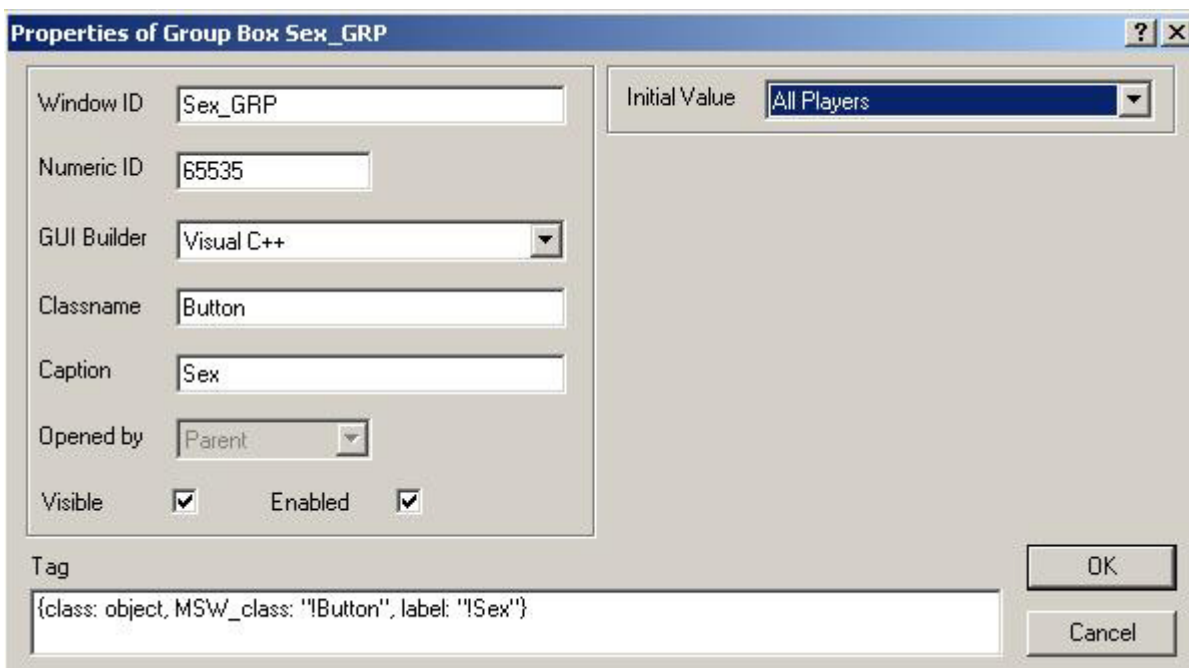 Properties of Group Box Sex_GRP
Window ID Sex_GRP
Initial Value All Players
Numeric ID 65535
GUI Builder Visual C++
Classname Button
Caption Sex
Opened by Parent
Visible Enabled
Tag
OK
{class: object, MSW_class: "!Button", label: "!Sex"}
Cancel